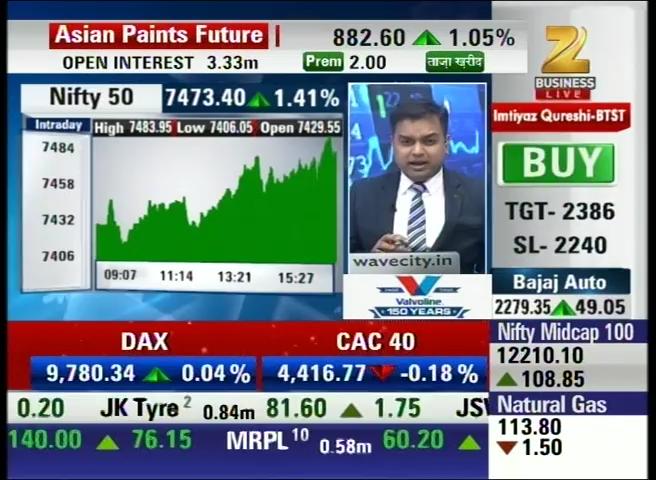 Asian Paints Future 882.60 1.05%
OPEN INTEREST 3.33m Prem 2.00 ताज़ा ख़रीद
Z
BUSINESS
LIVE
Nifty 50 7473.40 1.41%
Intraday High 7483.95 Low 7406.05 Open 7429.55
7484
7458
7432
7406
09:07 11:14 13:21 15:27
wavecity.in
Valvoline
150 YEARS
Imtiyaz Qureshi-BTST
BUY
TGT- 2386
SL- 2240
Bajaj Auto
2279.35 49.05
DAX
9,780.34 0.04%
CAC 40
4,416.77 -0.18%
Nifty Midcap 100
12210.10
108.85
Natural Gas
113.80
1.50
0.20 JK Tyre 2 0.84m 81.60 1.75 JSW
140.00 76.15 MRPL 10 0.58m 60.20